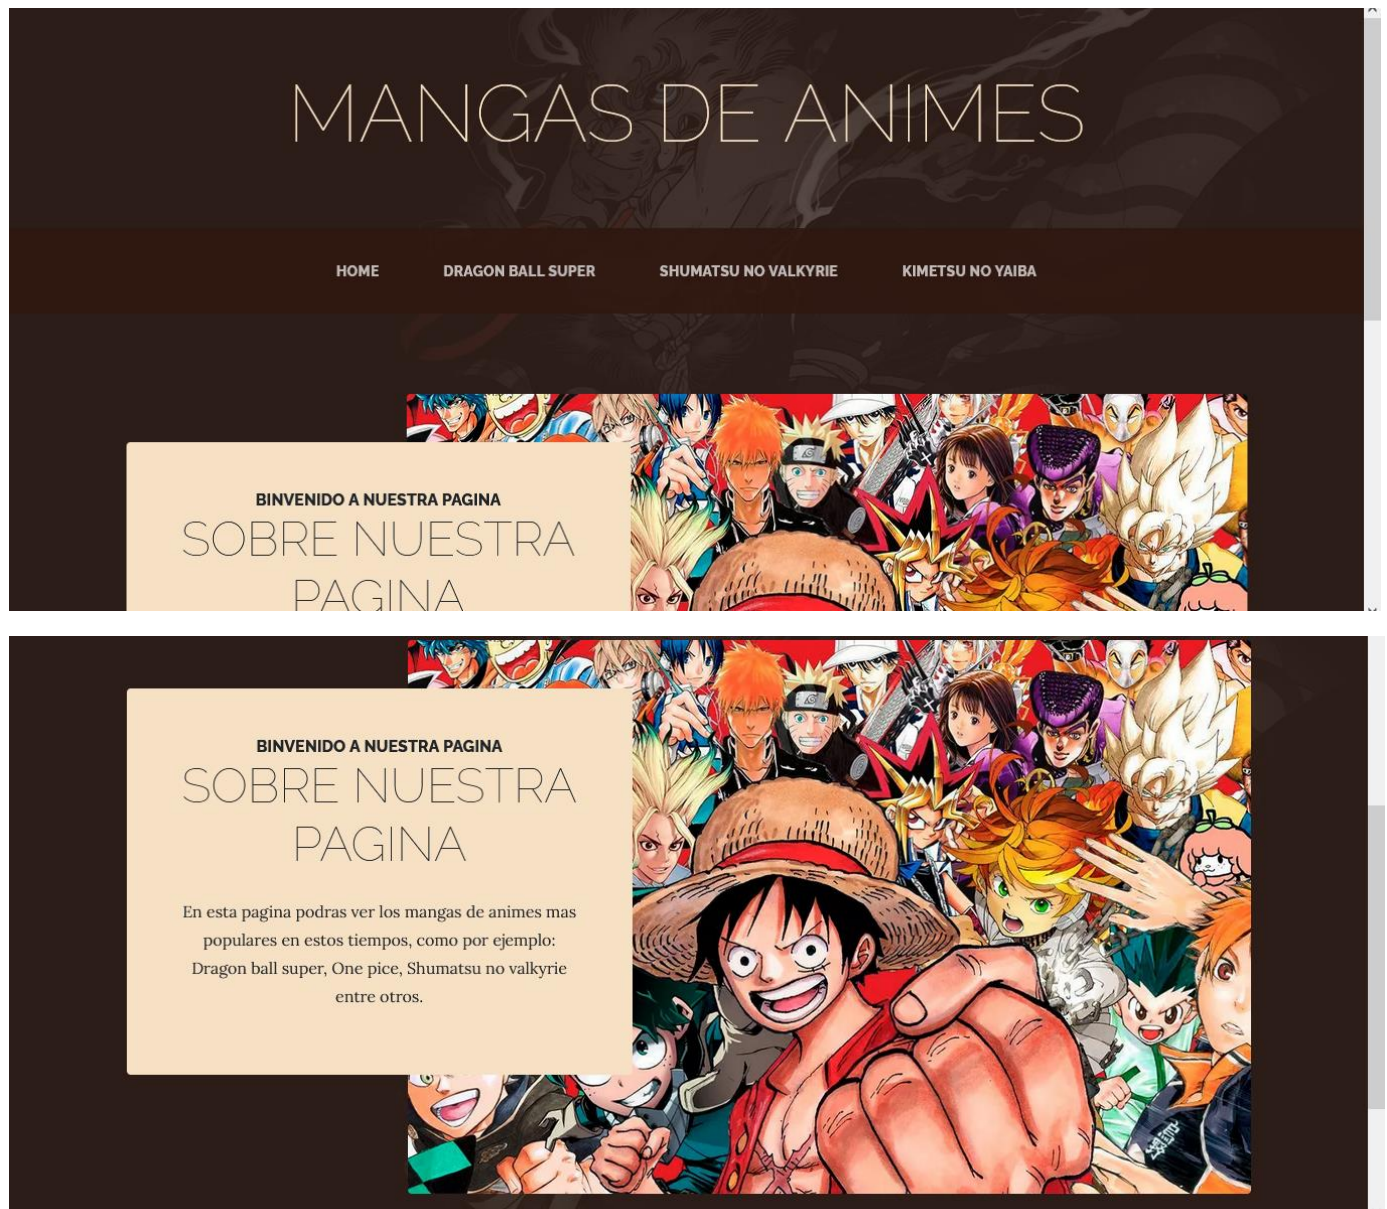 MANGAS DE ANIMES
HOME DRAGON BALL SUPER SHUMATSU NO VALKYRIE KIMETSU NO YAIBA
BINVENIDO A NUESTRA PAGINA
SOBRE NUESTRA
PAGINA
BINVENIDO A NUESTRA PAGINA
SOBRE NUESTRA
PAGINA
En esta pagina podras ver los mangas de animes mas
populares en estos tiempos, como por ejemplo:
Dragon ball super, One pice, Shumatsu no valkyrie
entre otros.